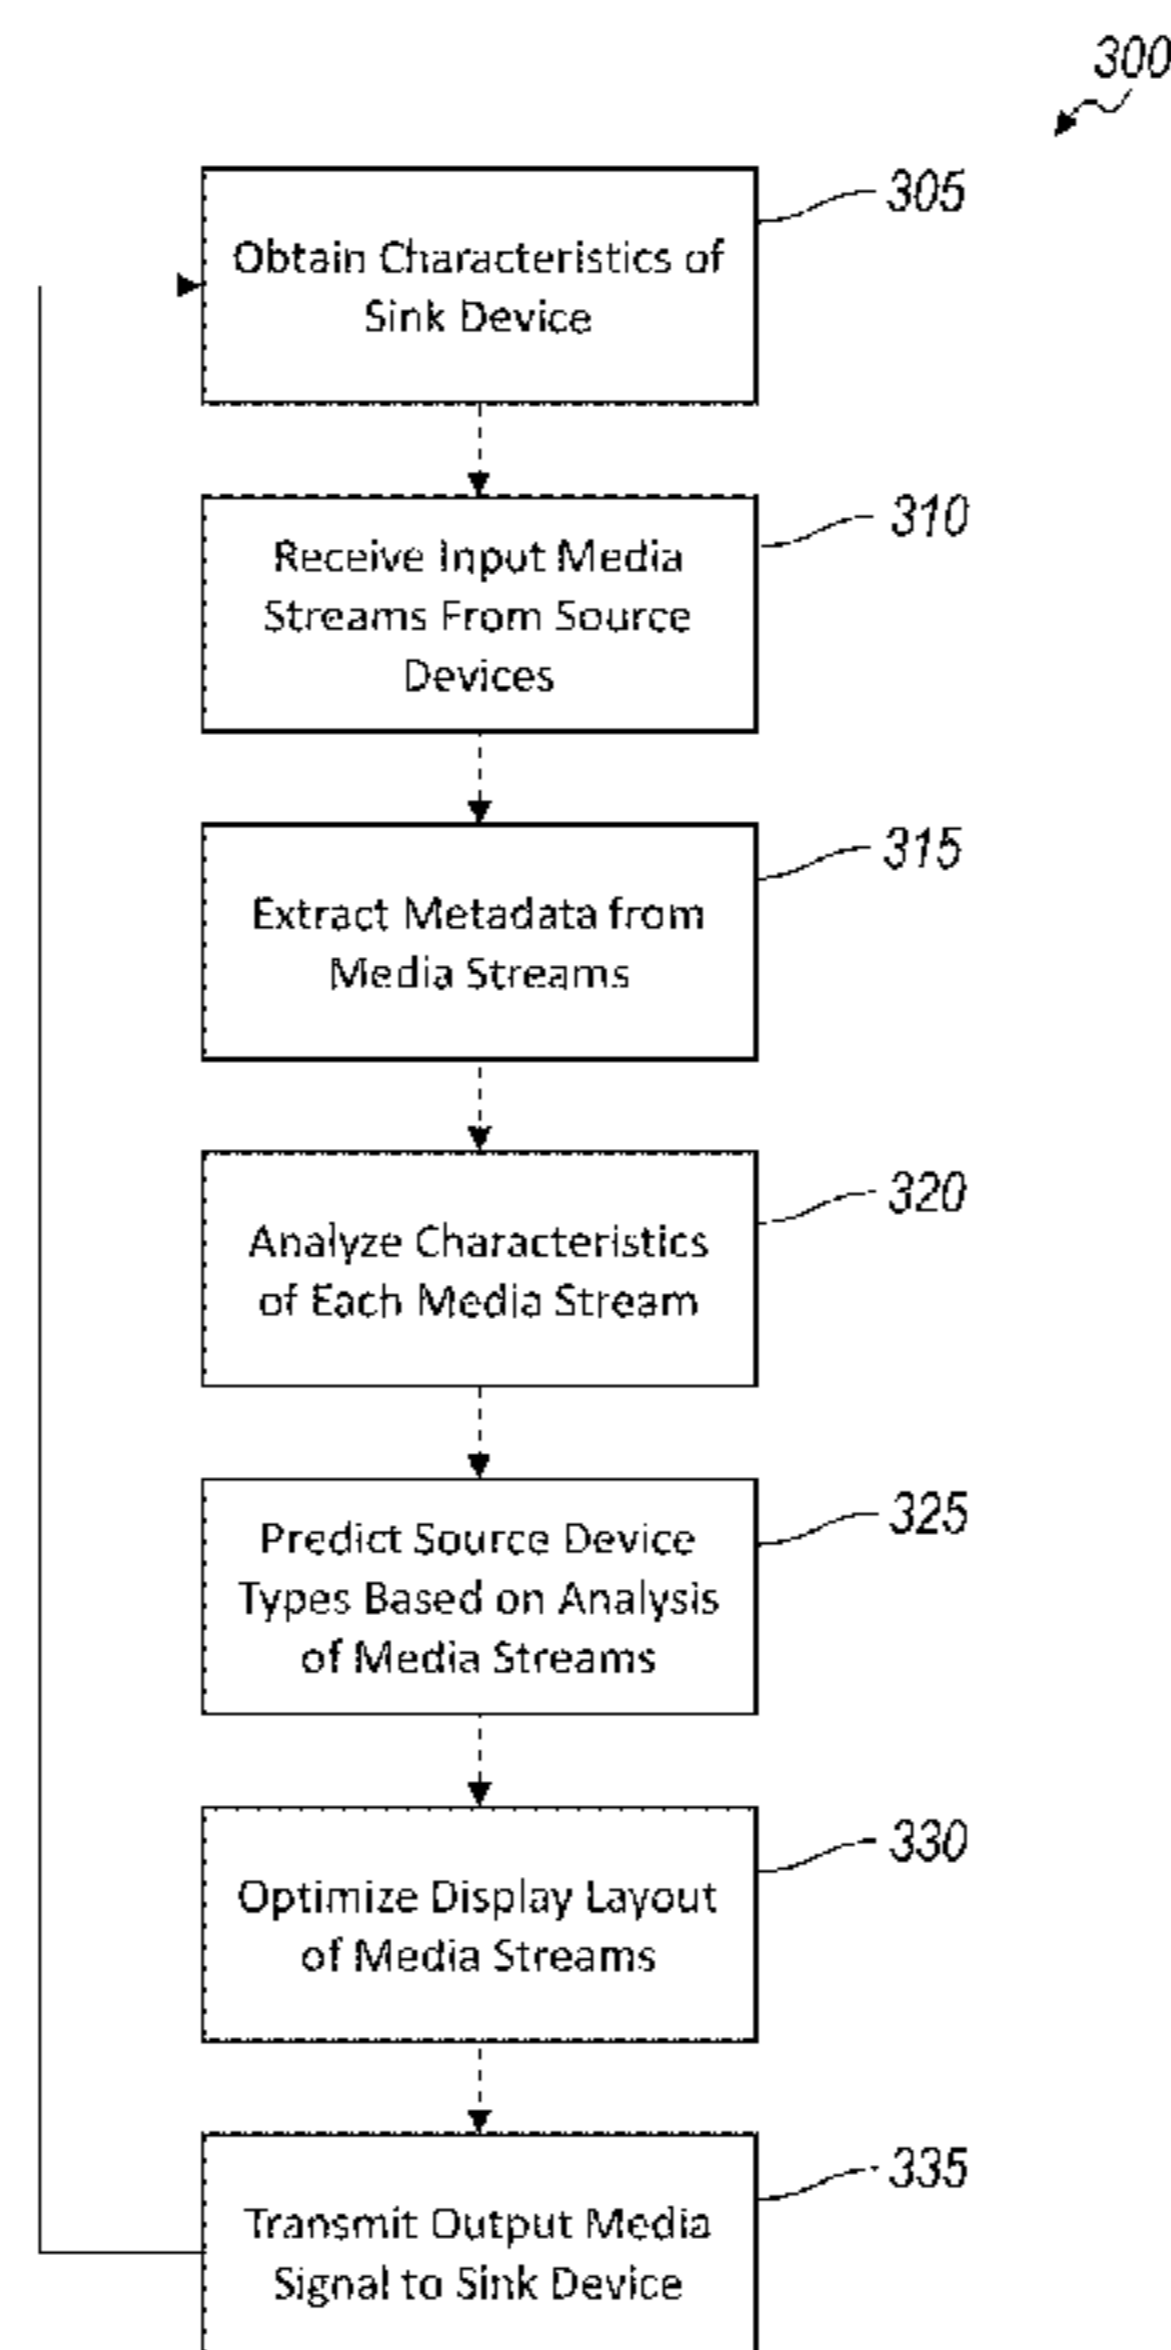 300
305
Obtain Characteristics of
Sink Device
310
Receive Input Media
Streams From Source
Devices
315
Extract Metadata from
Media Streams
320
Analyze Characteristics
of Each Media Stream
325
Predict Source Device
Types Based on Analysis
of Media Streams
330
Optimize Display Layout
of Media Streams
335
Transmit Output Media
Signal to Sink Device